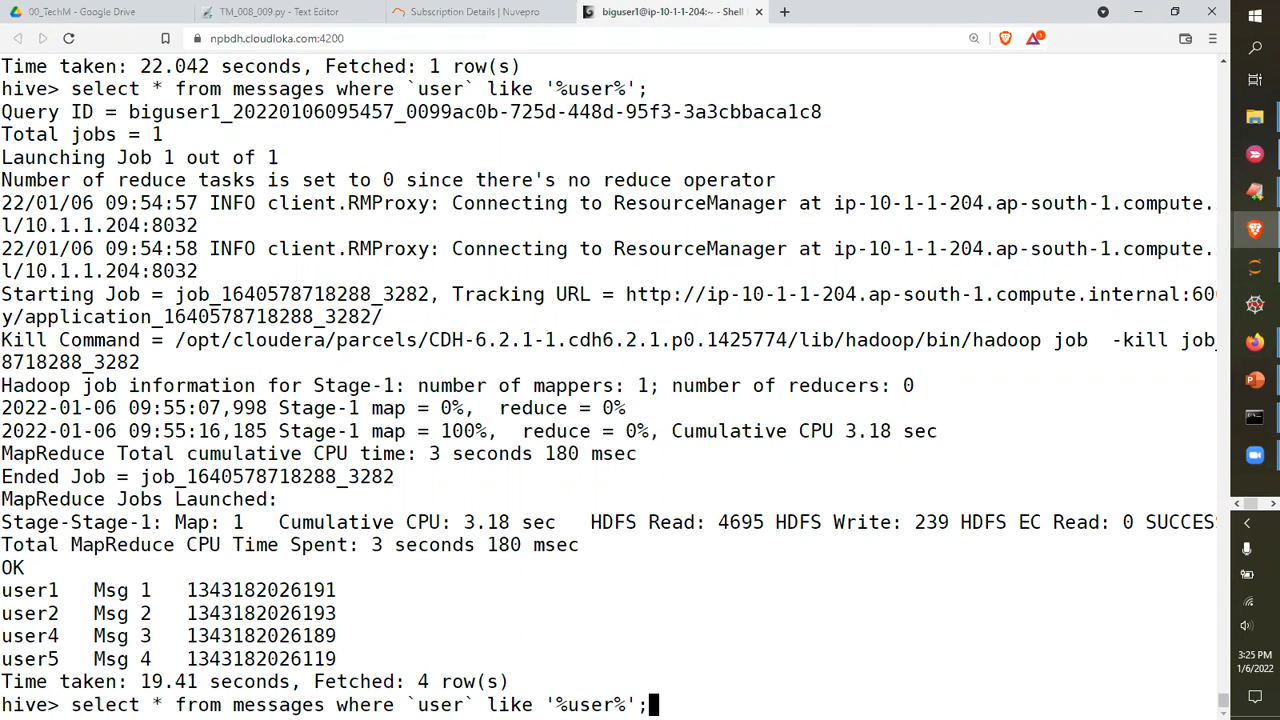 00_TechM - Google Drive
TM_008_009.py - Text Editor
Subscription Details | Nuvepro
biguser1@ip-10-1-1-204:~ - Shell
npbdh.cloudloka.com:4200
Time taken: 22.042 seconds, Fetched: 1 row(s)
hive> select * from messages where `user` like '%user%';
Query ID = biguser1_20220106095457_0099ac0b-725d-448d-95f3-3a3cbbaca1c8
Total jobs = 1
Launching Job 1 out of 1
Number of reduce tasks is set to 0 since there's no reduce operator
22/01/06 09:54:57 INFO client.RMProxy: Connecting to ResourceManager at ip-10-1-1-204.ap-south-1.compute.
l/10.1.1.204:8032
22/01/06 09:54:58 INFO client.RMProxy: Connecting to ResourceManager at ip-10-1-1-204.ap-south-1.compute.
l/10.1.1.204:8032
Starting Job = job_1640578718288_3282, Tracking URL = http://ip-10-1-1-204.ap-south-1.compute.internal:60
y/application_1640578718288_3282/
Kill Command = /opt/cloudera/parcels/CDH-6.2.1-1.cdh6.2.1.p0.1425774/lib/hadoop/bin/hadoop job  -kill job_
8718288_3282
Hadoop job information for Stage-1: number of mappers: 1; number of reducers: 0
2022-01-06 09:55:07,998 Stage-1 map = 0%,  reduce = 0%
2022-01-06 09:55:16,185 Stage-1 map = 100%,  reduce = 0%, Cumulative CPU 3.18 sec
MapReduce Total cumulative CPU time: 3 seconds 180 msec
Ended Job = job_1640578718288_3282
MapReduce Jobs Launched:
Stage-Stage-1: Map: 1   Cumulative CPU: 3.18 sec   HDFS Read: 4695 HDFS Write: 239 HDFS EC Read: 0 SUCCES
Total MapReduce CPU Time Spent: 3 seconds 180 msec
OK
user1   Msg 1   1343182026191
user2   Msg 2   1343182026193
user4   Msg 3   1343182026189
user5   Msg 4   1343182026119
Time taken: 19.41 seconds, Fetched: 4 row(s)
hive> select * from messages where `user` like '%user%';
3:25 PM
1/6/2022